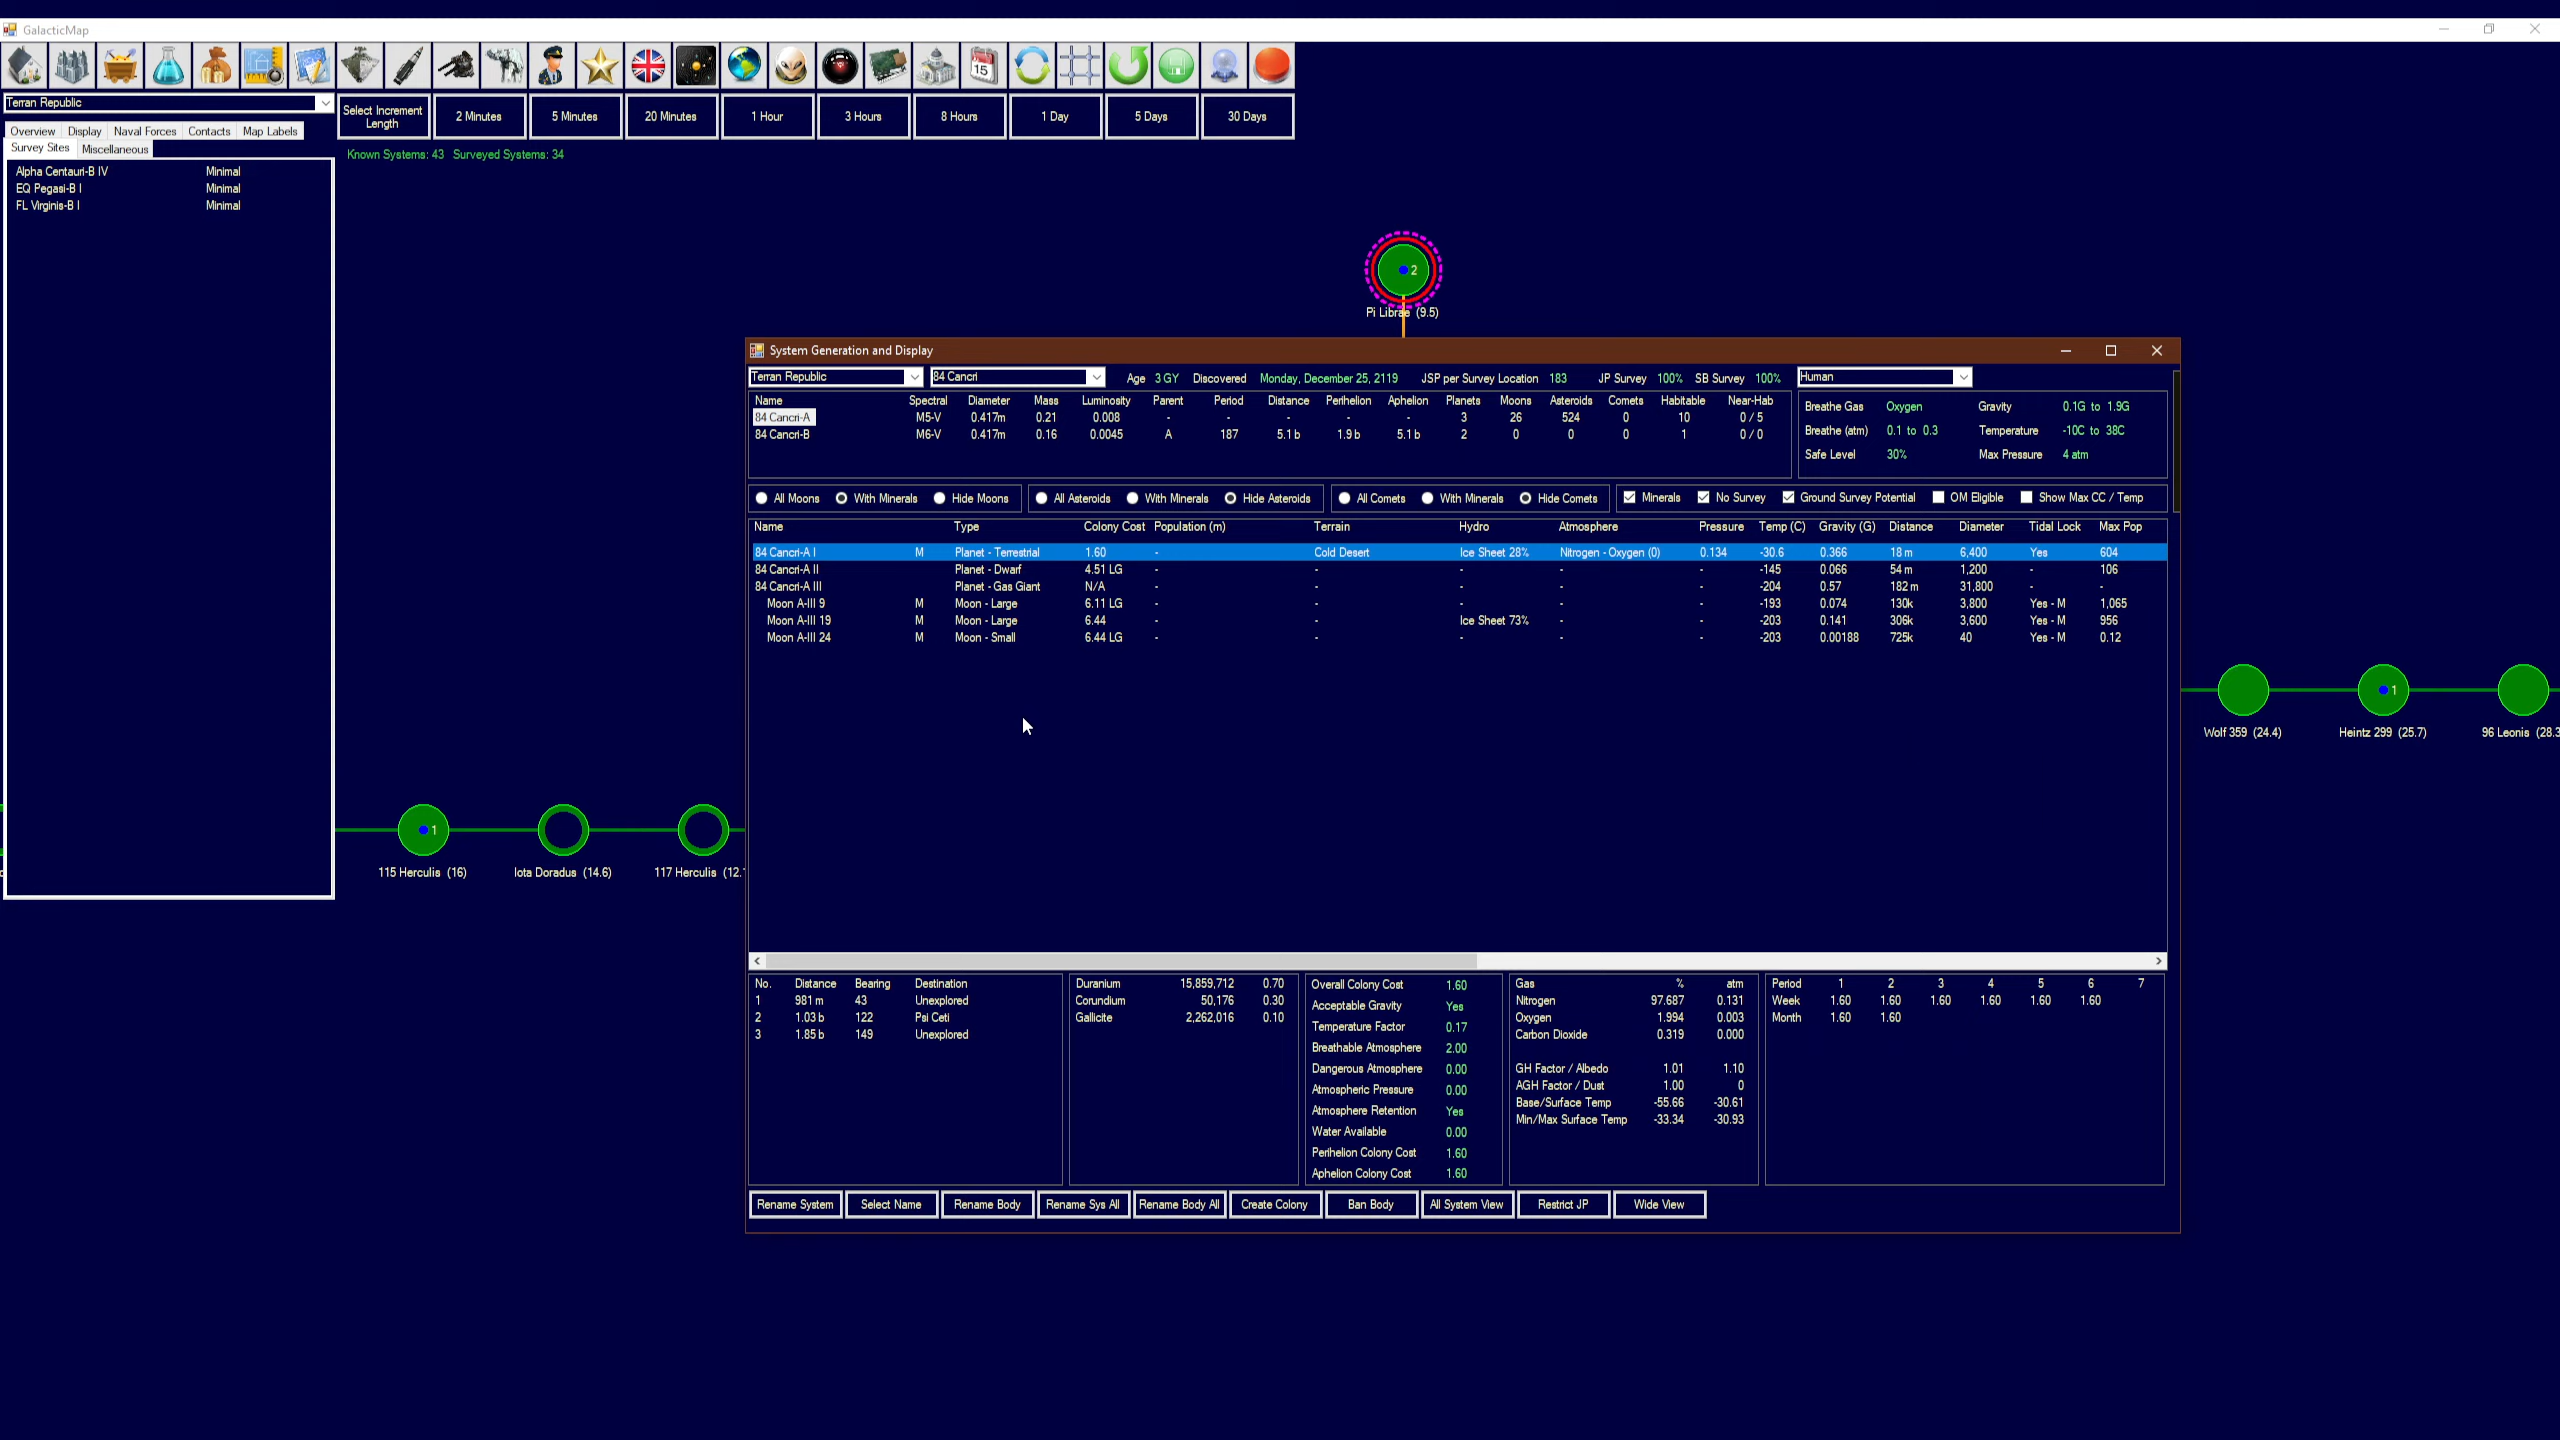 GalacticMap
15
Terran Republic
Select Increment Length
2 Minutes
5 Minutes
20 Minutes
1 Hour
3 Hours
8 Hours
1 Day
5 Days
30 Days
Overview Display Naval Forces Contacts Map Labels
Survey Sites Miscellaneous
Known Systems: 43 Surveyed Systems: 34
Alpha Centauri-B IV Minimal
EQ Pegasi-B I Minimal
FL Virginis-B I Minimal
2
Pi Librae (9.5)
System Generation and Display
Terran Republic 84 Cancri Age 3 GY Discovered Monday, December 25, 2119 JSP per Survey Location 183 JP Survey 100% SB Survey 100% Human
Name Spectral Diameter Mass Luminosity Parent Period Distance Perihelion Aphelion Planets Moons Asteroids Comets Habitable Near-Hab
84 Cancri-A M5-V 0.417m 0.21 0.008 - - - - - 3 26 524 0 10 0 / 5
84 Cancri-B M6-V 0.417m 0.16 0.0045 A 187 5.1 b 1.9 b 5.1 b 2 0 0 0 1 0 / 0
Breathe Gas Oxygen Gravity 0.1G to 1.9G
Breathe (atm) 0.1 to 0.3 Temperature -10C to 38C
Safe Level 30% Max Pressure 4 atm
All Moons With Minerals Hide Moons All Asteroids With Minerals Hide Asteroids All Comets With Minerals Hide Comets Minerals No Survey Ground Survey Potential OM Eligible Show Max CC / Temp
Name Type Colony Cost Population (m) Terrain Hydro Atmosphere Pressure Temp (C) Gravity (G) Distance Diameter Tidal Lock Max Pop
84 Cancri-A I M Planet - Terrestrial 1.60 - Cold Desert Ice Sheet 28% Nitrogen - Oxygen (0) 0.134 -30.6 0.366 18 m 6,400 Yes 604
84 Cancri-A II Planet - Dwarf 4.51 LG - - - - - -145 0.066 54 m 1,200 - 106
84 Cancri-A III Planet - Gas Giant N/A - - - - - -204 0.57 182 m 31,800 - -
Moon A-III 9 M Moon - Large 6.11 LG - - - - - -193 0.074 130k 3,800 Yes - M 1,065
Moon A-III 19 M Moon - Large 6.44 - - Ice Sheet 73% - - -203 0.141 306k 3,600 Yes - M 956
Moon A-III 24 M Moon - Small 6.44 LG - - - - - -203 0.00188 725k 40 Yes - M 0.12
1
Wolf 359 (24.4)
Heintz 299 (25.7)
96 Leonis (28.3
1
115 Herculis (16)
Iota Doradus (14.6)
117 Herculis (12.
No. Distance Bearing Destination
1 981 m 43 Unexplored
2 1.03 b 122 Psi Ceti
3 1.85 b 149 Unexplored
Duranium 15,859,712 0.70
Corundium 50,176 0.30
Gallicite 2,262,016 0.10
Overall Colony Cost 1.60
Acceptable Gravity Yes
Temperature Factor 0.17
Breathable Atmosphere 2.00
Dangerous Atmosphere 0.00
Atmospheric Pressure 0.00
Atmosphere Retention Yes
Water Available 0.00
Perihelion Colony Cost 1.60
Aphelion Colony Cost 1.60
Gas % atm
Nitrogen 97.687 0.131
Oxygen 1.994 0.003
Carbon Dioxide 0.319 0.000
GH Factor / Albedo 1.01 1.10
AGH Factor / Dust 1.00 0
Base/Surface Temp -55.66 -30.61
Min/Max Surface Temp -33.34 -30.93
Period 1 2 3 4 5 6 7
Week 1.60 1.60 1.60 1.60 1.60 1.60
Month 1.60 1.60
Rename System
Select Name
Rename Body
Rename Sys All
Rename Body All
Create Colony
Ban Body
All System View
Restrict JP
Wide View